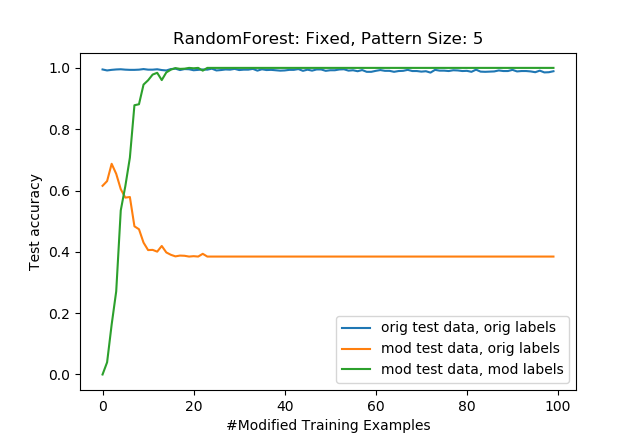 RandomForest: Fixed, Pattern Size: 5
Test accuracy
1.0
0.8
0.6
0.4
0.2
0.0
orig test data, orig labels
mod test data, orig labels
mod test data, mod labels
0 20 40 60 80 100
#Modified Training Examples